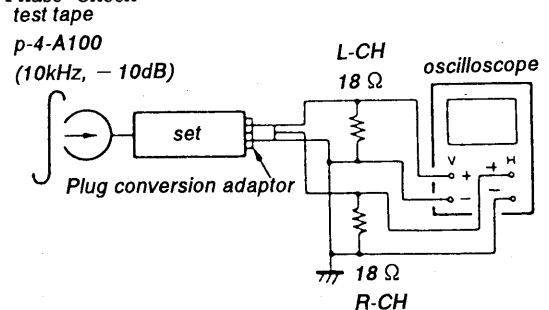 Phase Check
test tape
p-4-A100
(10kHz, − 10dB)
L-CH
18 Ω
oscilloscope
set
V
H
+
+
−
−
Plug conversion adaptor
18 Ω
R-CH